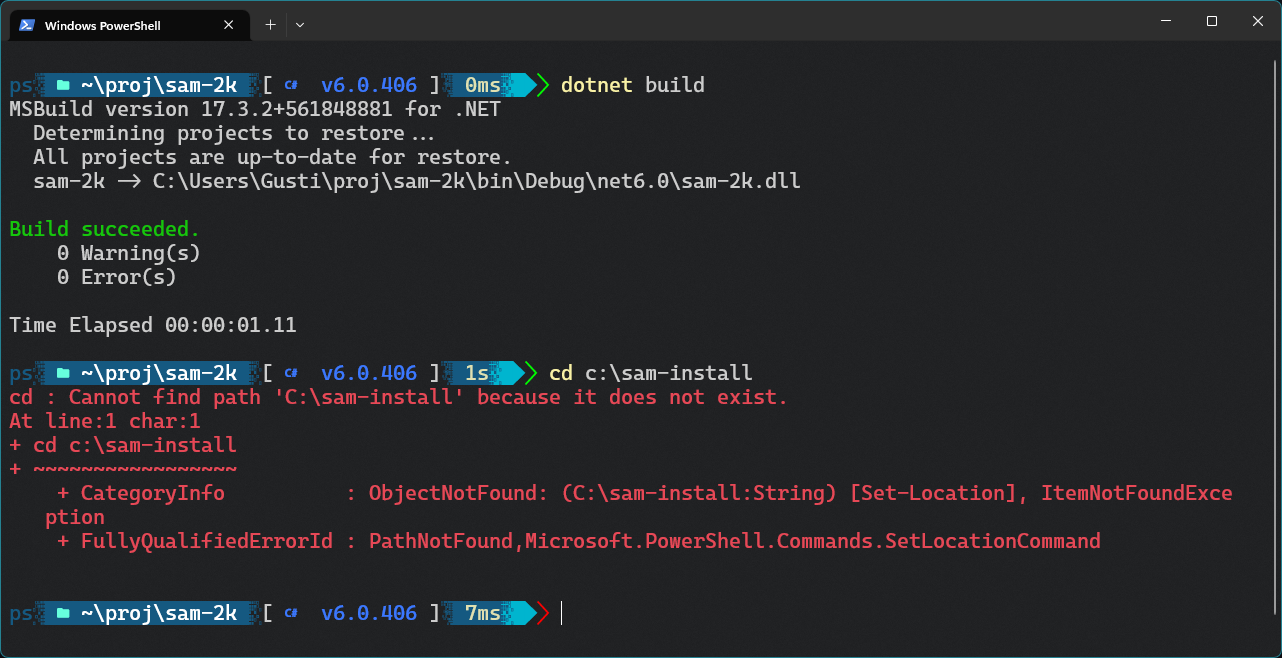 Windows PowerShell
ps ~\proj\sam-2k [ C# v6.0.406 ] 0ms dotnet build
MSBuild version 17.3.2+561848881 for .NET
Determining projects to restore...
All projects are up-to-date for restore.
sam-2k -> C:\Users\Gusti\proj\sam-2k\bin\Debug\net6.0\sam-2k.dll
Build succeeded.
0 Warning(s)
0 Error(s)
Time Elapsed 00:00:01.11
ps ~\proj\sam-2k [ C# v6.0.406 ] 1s cd c:\sam-install
cd : Cannot find path 'C:\sam-install' because it does not exist.
At line:1 char:1
+ cd c:\sam-install
+ ~~~~~~~~~~~~~~~~~
+ CategoryInfo : ObjectNotFound: (C:\sam-install:String) [Set-Location], ItemNotFoundExce
ption
+ FullyQualifiedErrorId : PathNotFound,Microsoft.PowerShell.Commands.SetLocationCommand
ps ~\proj\sam-2k [ C# v6.0.406 ] 7ms